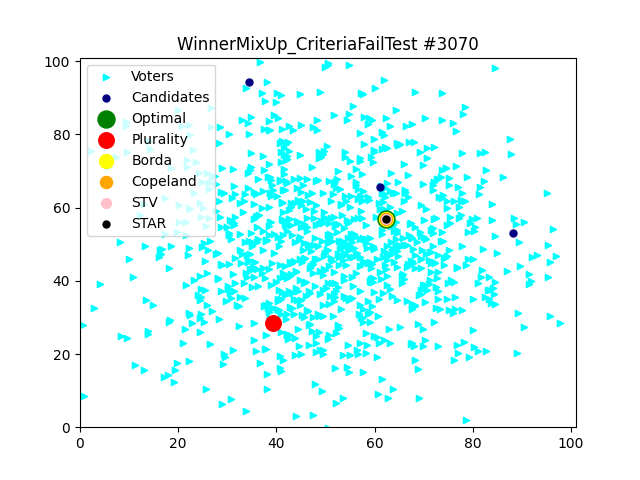 WinnerMixUp_CriteriaFailTest #3070
100
80
60
40
20
0
0
20
40
60
80
100
Voters
Candidates
Optimal
Plurality
Borda
Copeland
STV
STAR